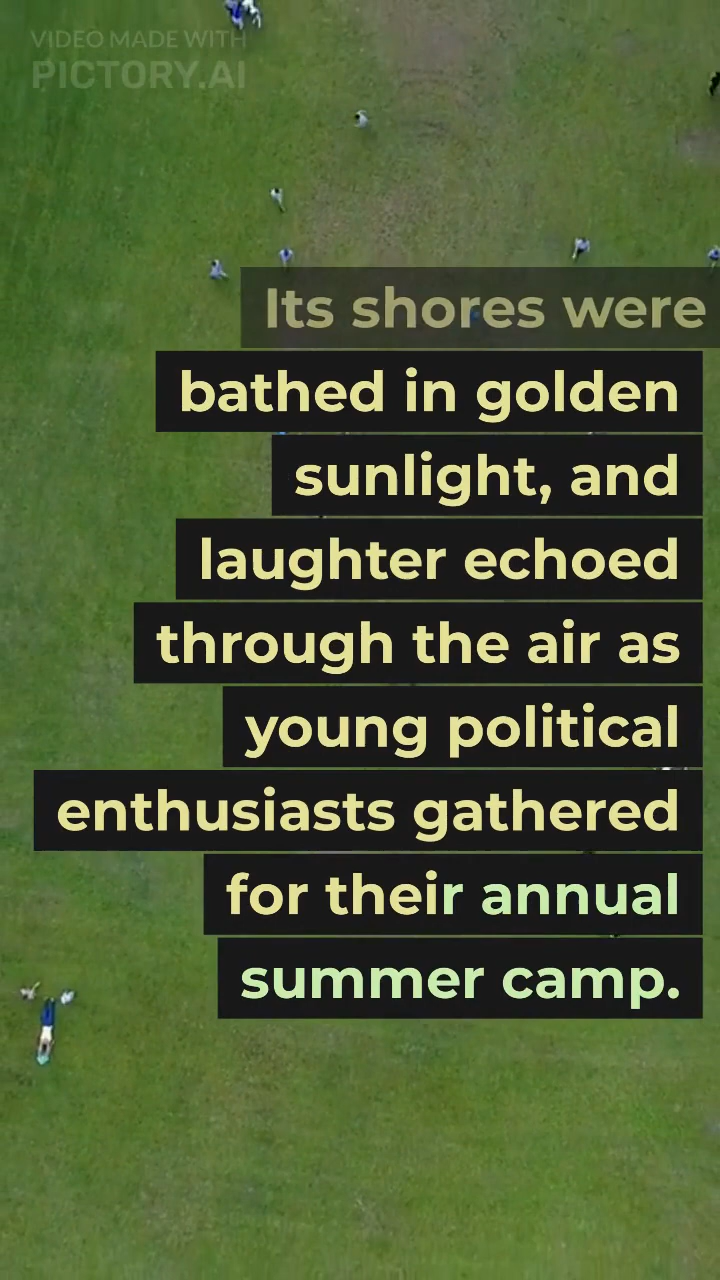 VIDEO MADE WITH
PICTORY.AI
Its shores were
bathed in golden
sunlight, and
laughter echoed
through the air as
young political
enthusiasts gathered
for their annual
summer camp.